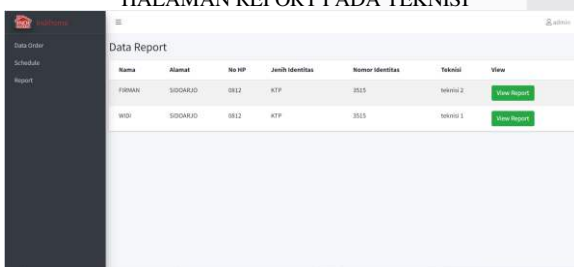 HALAMAN REPORT PADA TEKNISI
IndiHome
admin
Data Order
Schedule
Report
Data Report
Nama Alamat No HP Jenih Identitas Nomor Identitas Teknisi View
FIRMAN SIDOARJO 0812 KTP 3515 teknisi 2 View Report
WIDI SIDOARJO 0812 KTP 3515 teknisi 1 View Report